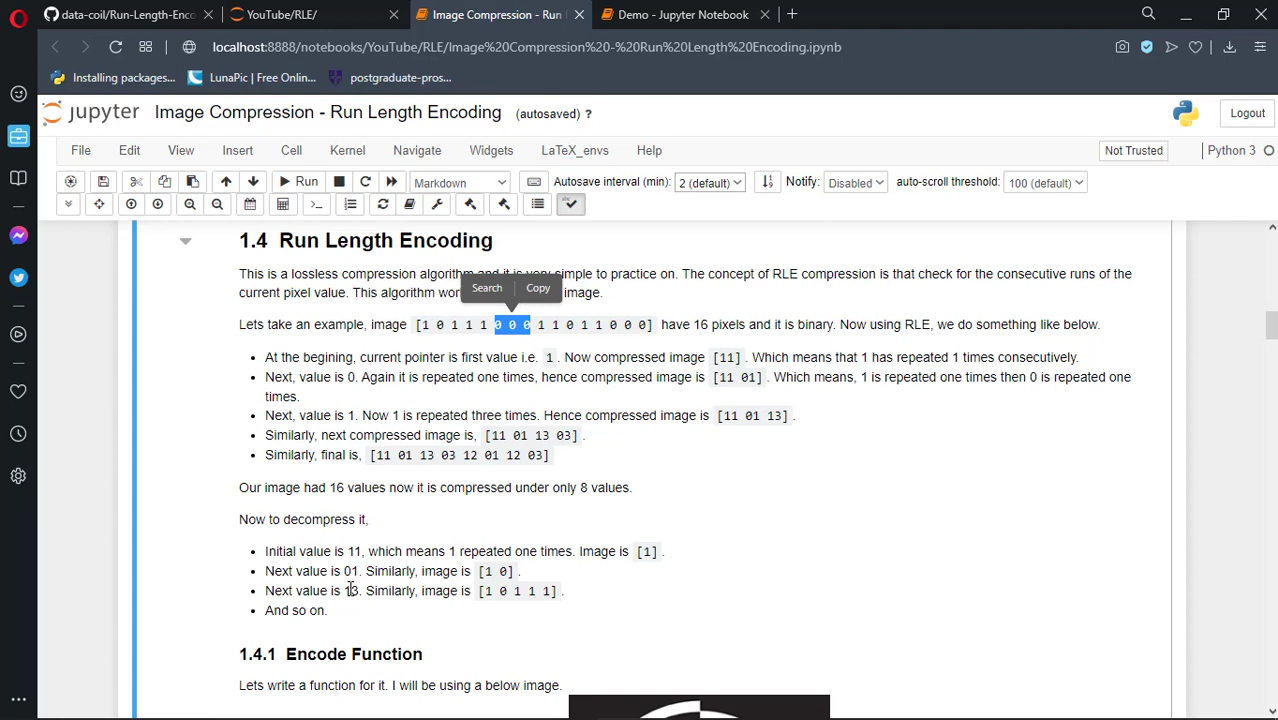 data-coil/Run-Length-Enco
YouTube/RLE/
Image Compression - Run
Demo - Jupyter Notebook
localhost:8888/notebooks/YouTube/RLE/Image%20Compression%20-%20Run%20Length%20Encoding.ipynb
Installing packages...
LunaPic | Free Online...
postgraduate-pros...
jupyter Image Compression - Run Length Encoding (autosaved) ?
Logout
File Edit View Insert Cell Kernel Navigate Widgets LaTeX_envs Help
Not Trusted
Python 3
Run
Markdown
Autosave interval (min): 2 (default)
Notify: Disabled
auto-scroll threshold: 100 (default)
1.4 Run Length Encoding
This is a lossless compression algorithm and it is very simple to practice on. The concept of RLE compression is that check for the consecutive runs of the
current pixel value. This algorithm wor image.
Search Copy
Lets take an example, image [1 0 1 1 1 0 0 0 1 1 0 1 1 0 0 0] have 16 pixels and it is binary. Now using RLE, we do something like below.
• At the begining, current pointer is first value i.e. 1. Now compressed image [11]. Which means that 1 has repeated 1 times consecutively.
• Next, value is 0. Again it is repeated one times, hence compressed image is [11 01]. Which means, 1 is repeated one times then 0 is repeated one
times.
• Next, value is 1. Now 1 is repeated three times. Hence compressed image is [11 01 13].
• Similarly, next compressed image is, [11 01 13 03].
• Similarly, final is, [11 01 13 03 12 01 12 03]
Our image had 16 values now it is compressed under only 8 values.
Now to decompress it,
• Initial value is 11, which means 1 repeated one times. Image is [1].
• Next value is 01. Similarly, image is [1 0].
• Next value is 13. Similarly, image is [1 0 1 1 1].
• And so on.
1.4.1 Encode Function
Lets write a function for it. I will be using a below image.